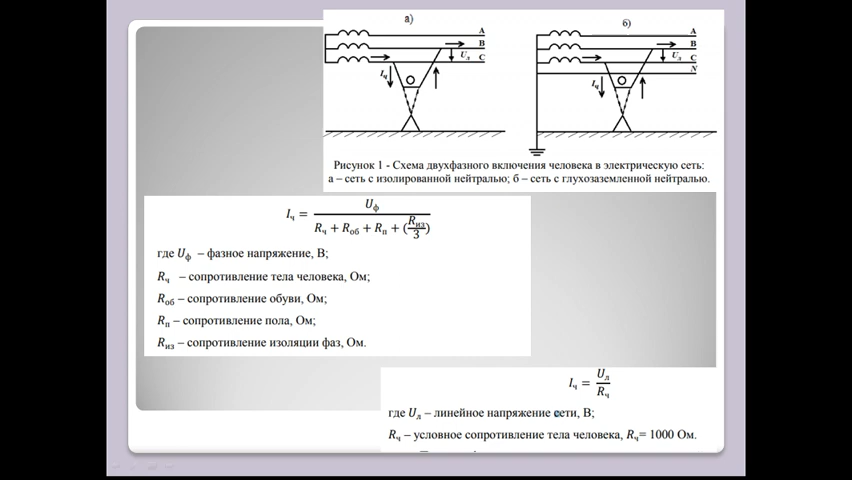 а)
б)
A
B
Uл C
Iч
A
B
Uл C
N
Iч
Рисунок 1 - Схема двухфазного включения человека в электрическую сеть:
а – сеть с изолированной нейтралью; б – сеть с глухозаземленной нейтралью.
Iч = Uф / (Rч + Rоб + Rп + (Rиз/3))
где Uф – фазное напряжение, В;
Rч – сопротивление тела человека, Ом;
Rоб – сопротивление обуви, Ом;
Rп – сопротивление пола, Ом;
Rиз – сопротивление изоляции фаз, Ом.
Iч = Uл / Rч
где Uл – линейное напряжение сети, В;
Rч – условное сопротивление тела человека, Rч= 1000 Ом.